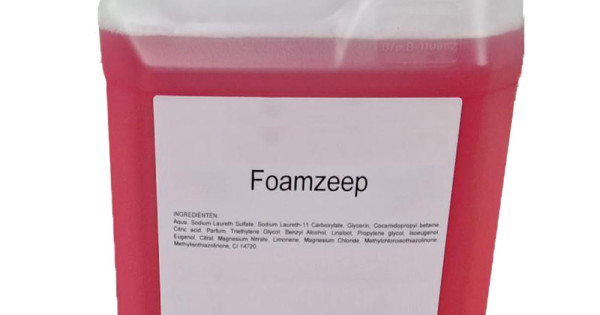 Foamzeep
INGREDIËNTEN
Aqua, Sodium Laureth Sulfate, Sodium Laureth-11 Carboxylate, Glycerin, Cocamidopropyl betaine
Citric acid, Parfum, Triethylene Glycol, Benzyl Alcohol, Linalool, Propylene glycol, Isoeugenol
Eugenol, Citral, Magnesium Nitrate, Limonene, Magnesium Chloride, Methylchloroisothiazolinone,
Methylisothiazolinone, CI 14720